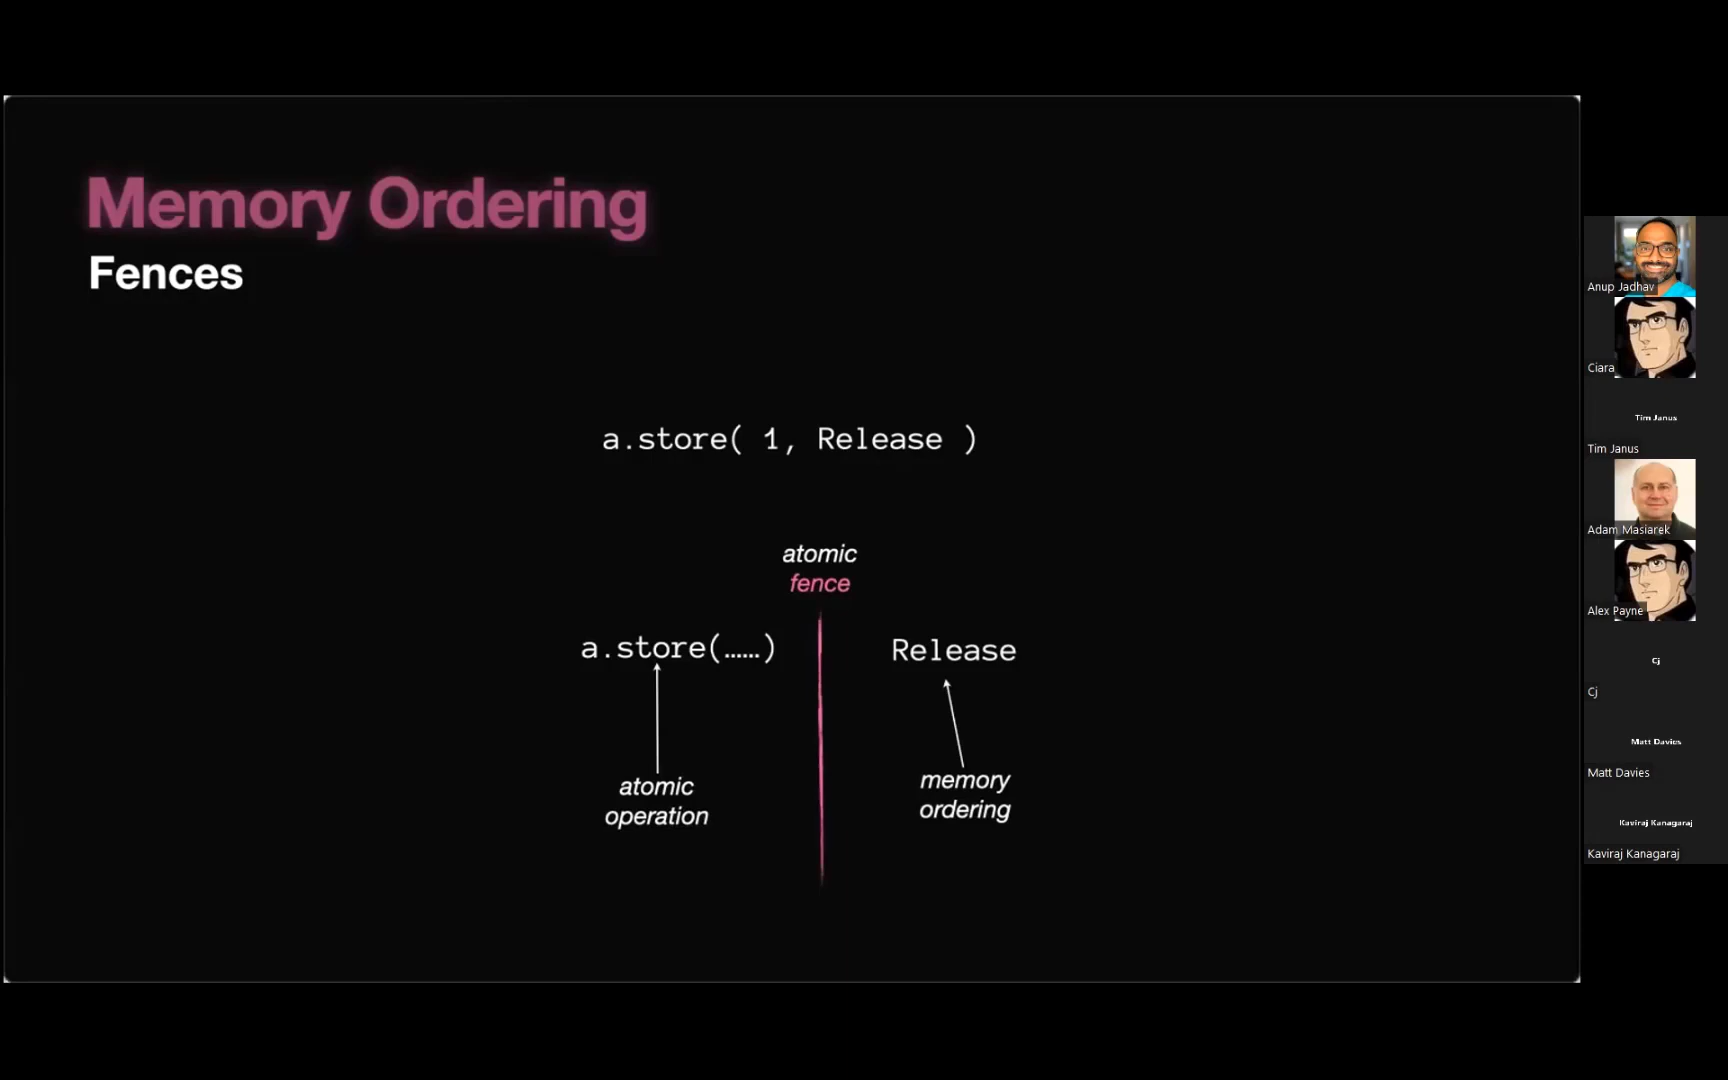 Memory Ordering
Fences
a.store( 1, Release )
atomic
fence
a.store(……)
Release
atomic
operation
memory
ordering
Anup Jadhav
Ciara
Tim Janus
Tim Janus
Adam Masiarek
Alex Payne
Cj
Cj
Matt Davies
Matt Davies
Kaviraj Kanagaraj
Kaviraj Kanagaraj